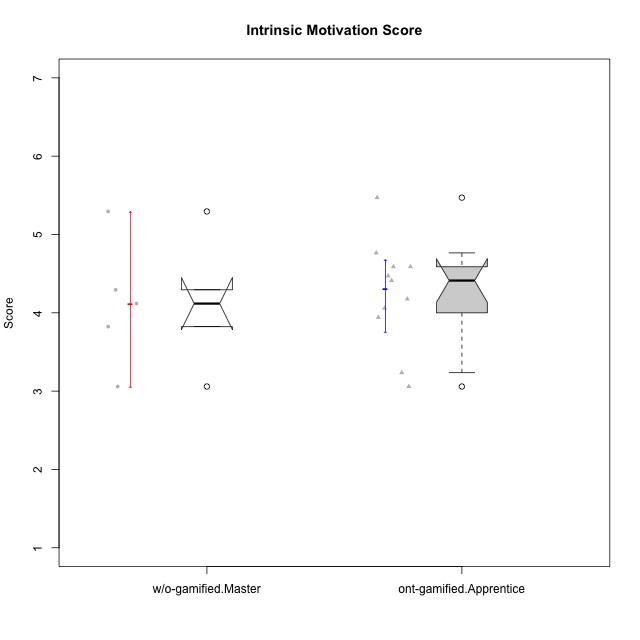 Intrinsic Motivation Score
7
6
5
4
3
2
1
Score
w/o-gamified.Master
ont-gamified.Apprentice